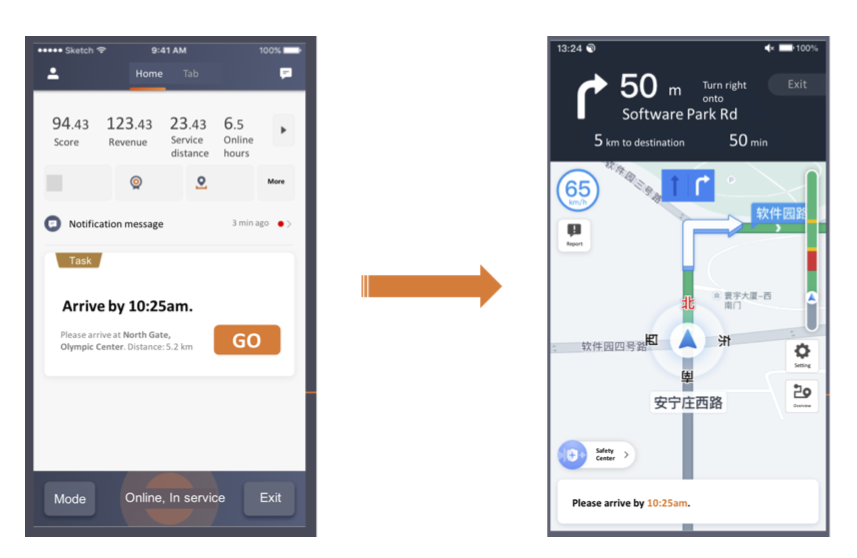 Sketch 9:41 AM 100%
Home Tab
94.43 123.43 23.43 6.5
Score Revenue Service distance Online hours
More
Notification message 3 min ago
Task
Arrive by 10:25am.
Please arrive at North Gate,
Olympic Center. Distance: 5.2 km
GO
Mode Online, In service Exit
13:24 100%
50 m Turn right onto Exit
Software Park Rd
5 km to destination 50 min
软件园三号路
65
km/h
软件园路
Report
寰宇大厦-西
南门
北
软件园四号路
西
东
南
Setting
安宁庄西路
Overview
Safety
Center
Please arrive by 10:25am.